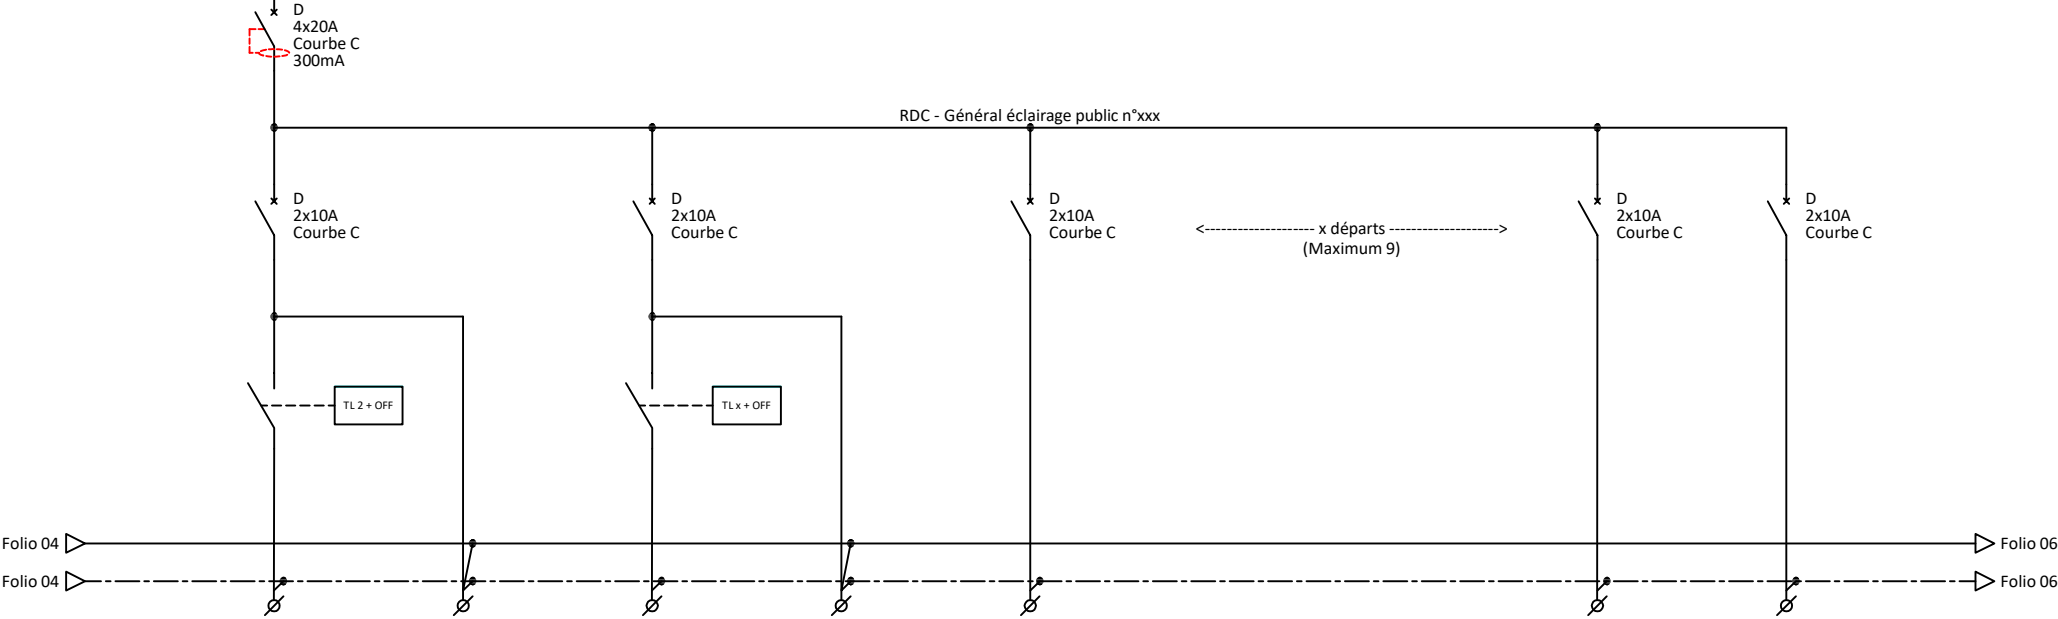 D
4x20A
Courbe C
300mA
RDC - Général éclairage public n°xxx
D
2x10A
Courbe C
D
2x10A
Courbe C
D
2x10A
Courbe C
<-------------------- x départs -------------------->
(Maximum 9)
D
2x10A
Courbe C
D
2x10A
Courbe C
TL 2 + OFF
TL x + OFF
Folio 04
Folio 06
Folio 04
Folio 06